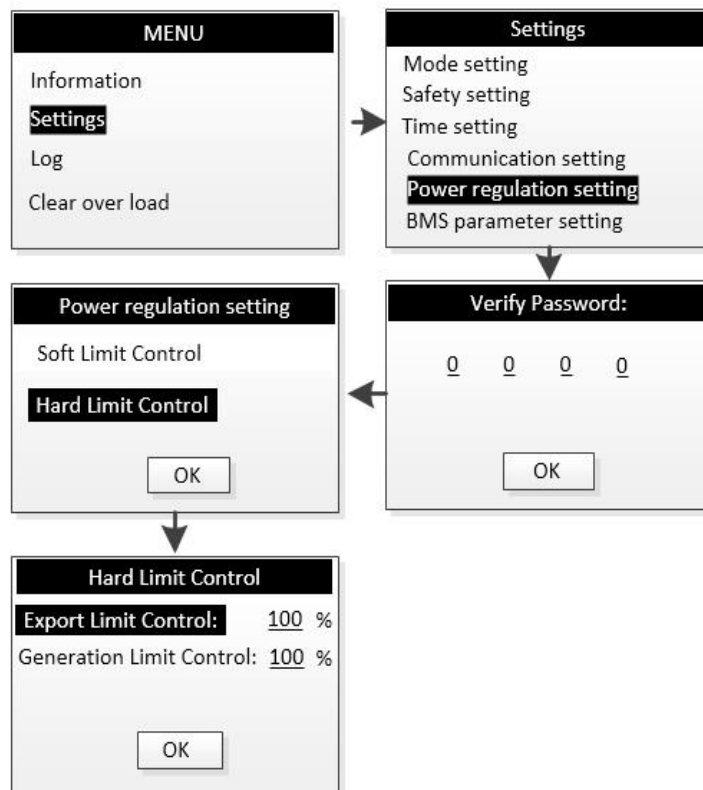 MENU
Information
Settings
Log
Clear over load
Settings
Mode setting
Safety setting
Time setting
Communication setting
Power regulation setting
BMS parameter setting
Verify Password:
0 0 0 0
OK
Power regulation setting
Soft Limit Control
Hard Limit Control
OK
Hard Limit Control
Export Limit Control: 100 %
Generation Limit Control: 100 %
OK